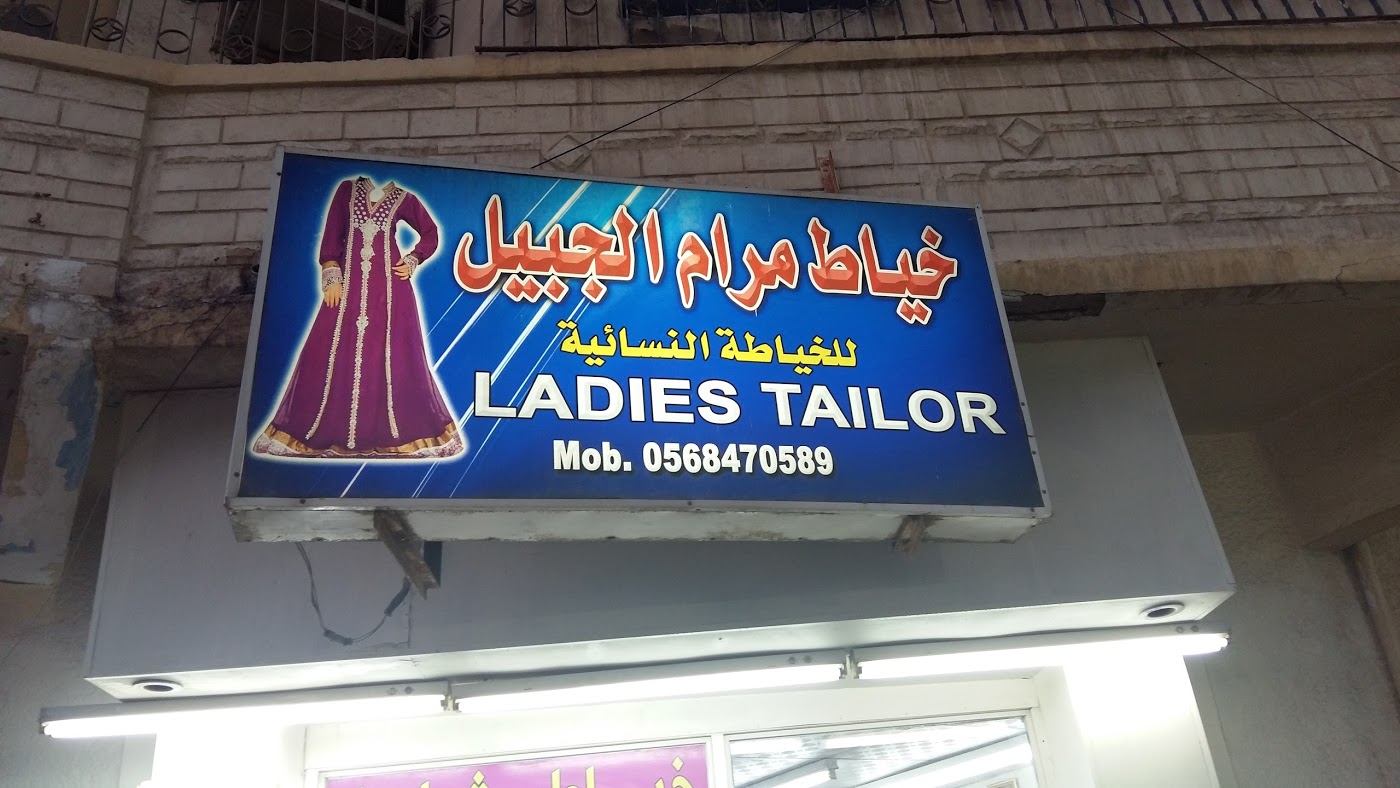 خياط مرام الجبيل
للخياطة النسائية
LADIES TAILOR
Mob. 0568470589